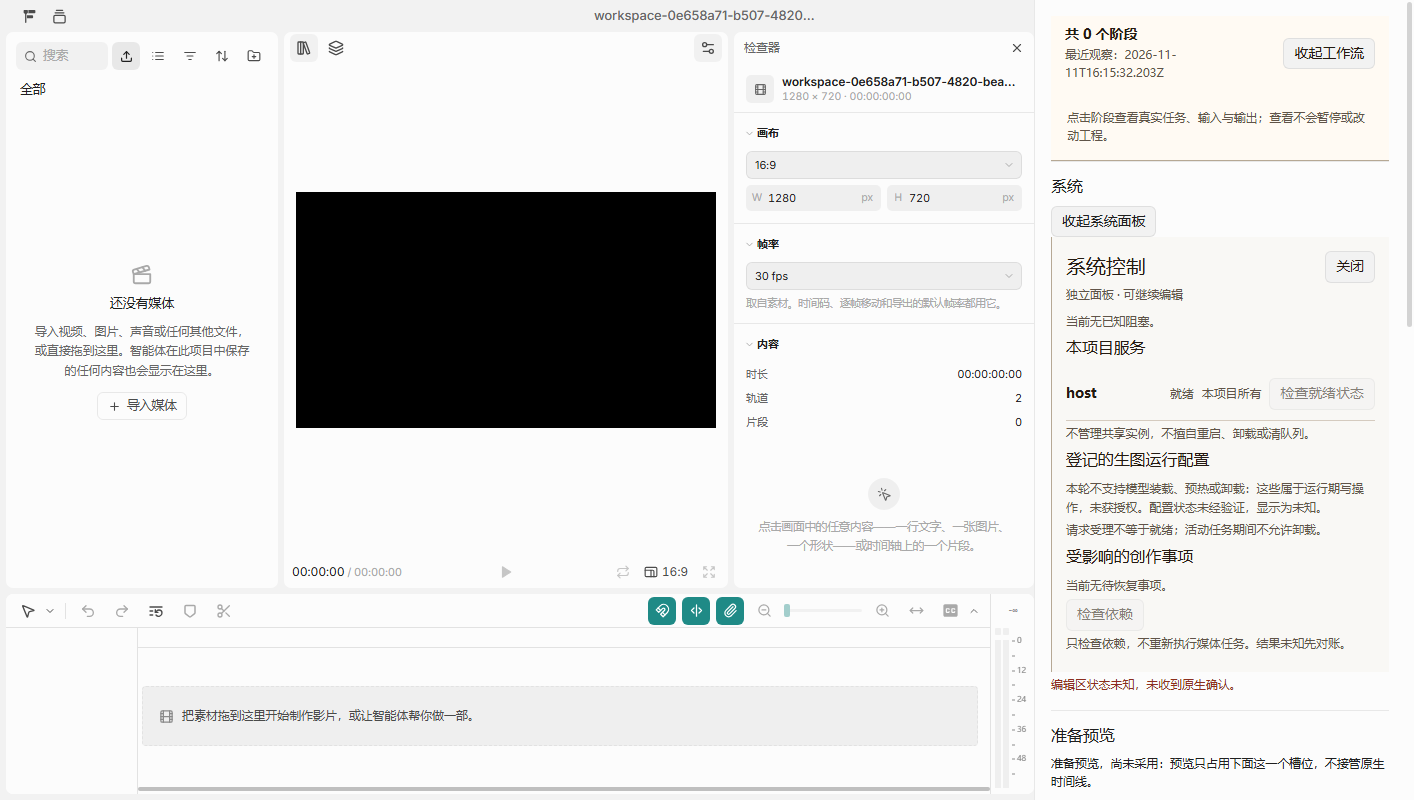 workspace-0e658a71-b507-4820...
搜索
全部
还没有媒体
导入视频、图片、声音或任何其他文件，
或直接拖到这里。智能体在此项目中保存
的任何内容也会显示在这里。
导入媒体
00:00:00 / 00:00:00
16:9
检查器
workspace-0e658a71-b507-4820-bea...
1280 × 720 · 00:00:00:00
画布
16:9
W 1280 px H 720 px
帧率
30 fps
取自素材。时间码、逐帧移动和导出的默认帧率都用它。
内容
时长 00:00:00:00
轨道 2
片段 0
点击画面中的任意内容——一行文字、一张图片、
一个形状——或时间轴上的一个片段。
CC
-∞
0
-12
-24
-36
-48
把素材拖到这里开始制作影片，或让智能体帮你做一部。
共 0 个阶段
最近观察：2026-11-
11T16:15:32.203Z
收起工作流
点击阶段查看真实任务、输入与输出；查看不会暂停或改
动工程。
系统
收起系统面板
系统控制
关闭
独立面板 · 可继续编辑
当前无已知阻塞。
本项目服务
host 就绪 本项目所有 检查就绪状态
不管理共享实例，不擅自重启、卸载或清队列。
登记的生图运行配置
本轮不支持模型装载、预热或卸载：这些属于运行期写操
作，未获授权。配置状态未经验证，显示为未知。
请求受理不等于就绪；活动任务期间不允许卸载。
受影响的创作事项
当前无待恢复事项。
检查依赖
只检查依赖，不重新执行媒体任务。结果未知先对账。
编辑区状态未知，未收到原生确认。
准备预览
准备预览，尚未采用：预览只占用下面这一个槽位，不接管原生
时间线。